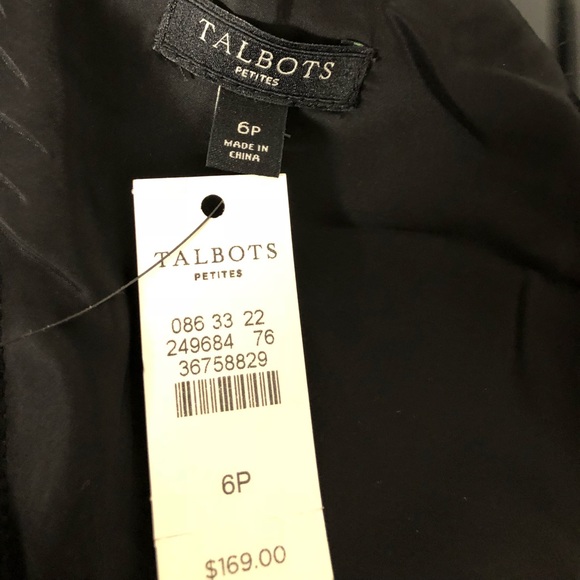 TALBOTS
PETITES
6P
MADE IN
CHINA
TALBOTS
PETITES
086 33 22
249684 76
36758829
6P
$169.00